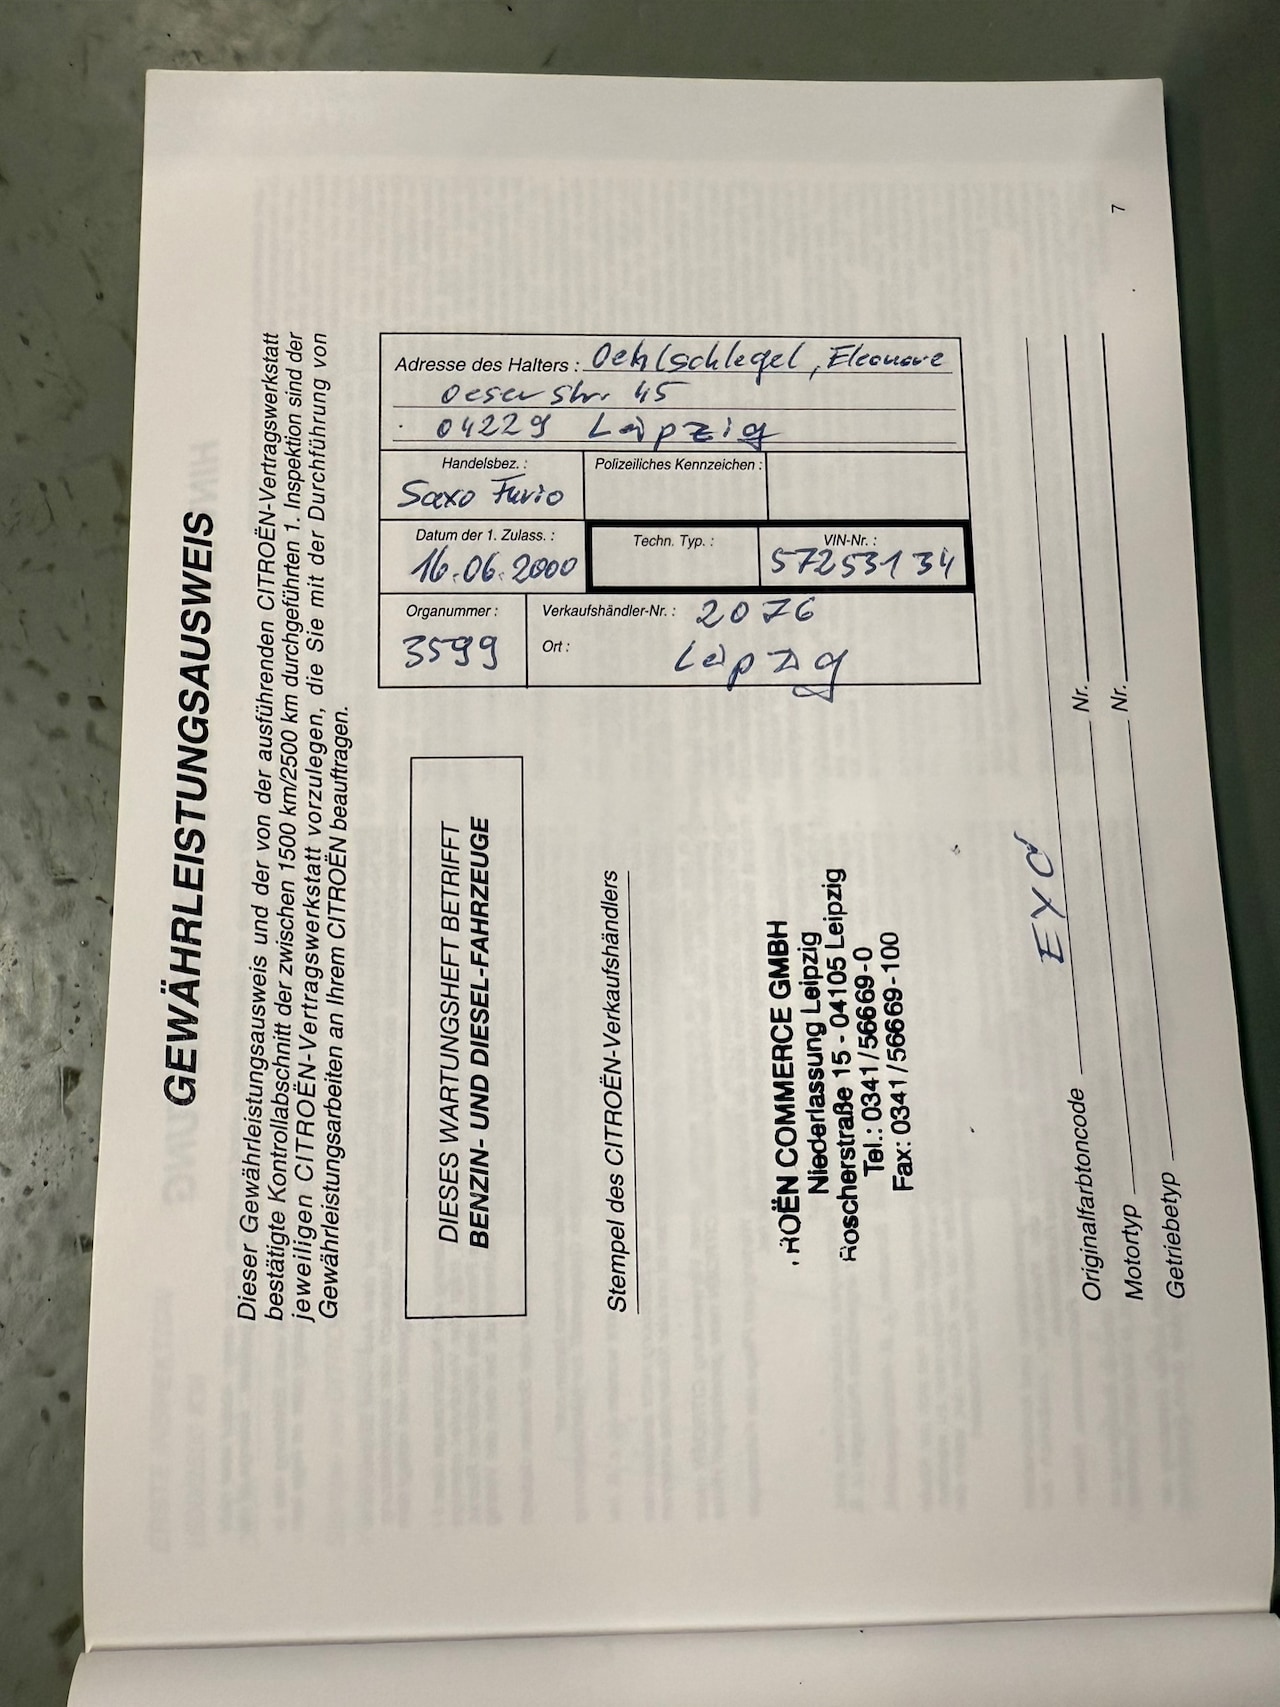 GEWÄHRLEISTUNGSAUSWEIS
Dieser Gewährleistungsausweis und der von der ausführenden CITROËN-Vertragswerkstatt
bestätigte Kontrollabschnitt der zwischen 1500 km/2500 km durchgeführten 1. Inspektion sind der
jeweiligen CITROËN-Vertragswerkstatt vorzulegen, die Sie mit der Durchführung von
Gewährleistungsarbeiten an Ihrem CITROËN beauftragen.
DIESES WARTUNGSHEFT BETRIFFT
BENZIN- UND DIESEL-FAHRZEUGE
Adresse des Halters : Oehlschlegel, Eleonore
Oeser Str. 45
04229 Leipzig
Handelsbez. :
Saxo Furio
Polizeiliches Kennzeichen :
Datum der 1. Zulass. :
16.06.2000
Techn. Typ. :
VIN-Nr. :
57253134
Organummer :
3599
Verkaufshändler-Nr. : 2076
Ort : Leipzig
Stempel des CITROËN-Verkaufshändlers
ROËN COMMERCE GMBH
Niederlassung Leipzig
Roscherstraße 15 - 04105 Leipzig
Tel.: 0341/56669-0
Fax: 0341/56669-100
Originalfarbtoncode EYC
Motortyp Nr.
Getriebetyp Nr.
7